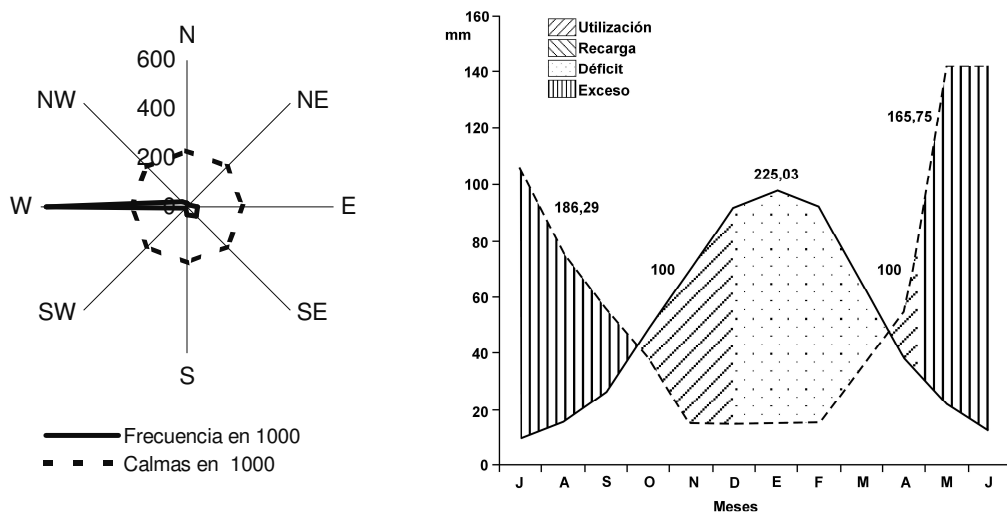 N
600
NW
400
NE
200
W
0
E
SW
SE
S
Frecuencia en 1000
Calmas en 1000
160
mm
140
120
100
80
60
40
20
0
Utilización
Recarga
Déficit
Exceso
186,29
100
225,03
100
165,75
J A S O N D E F M A M J
Meses